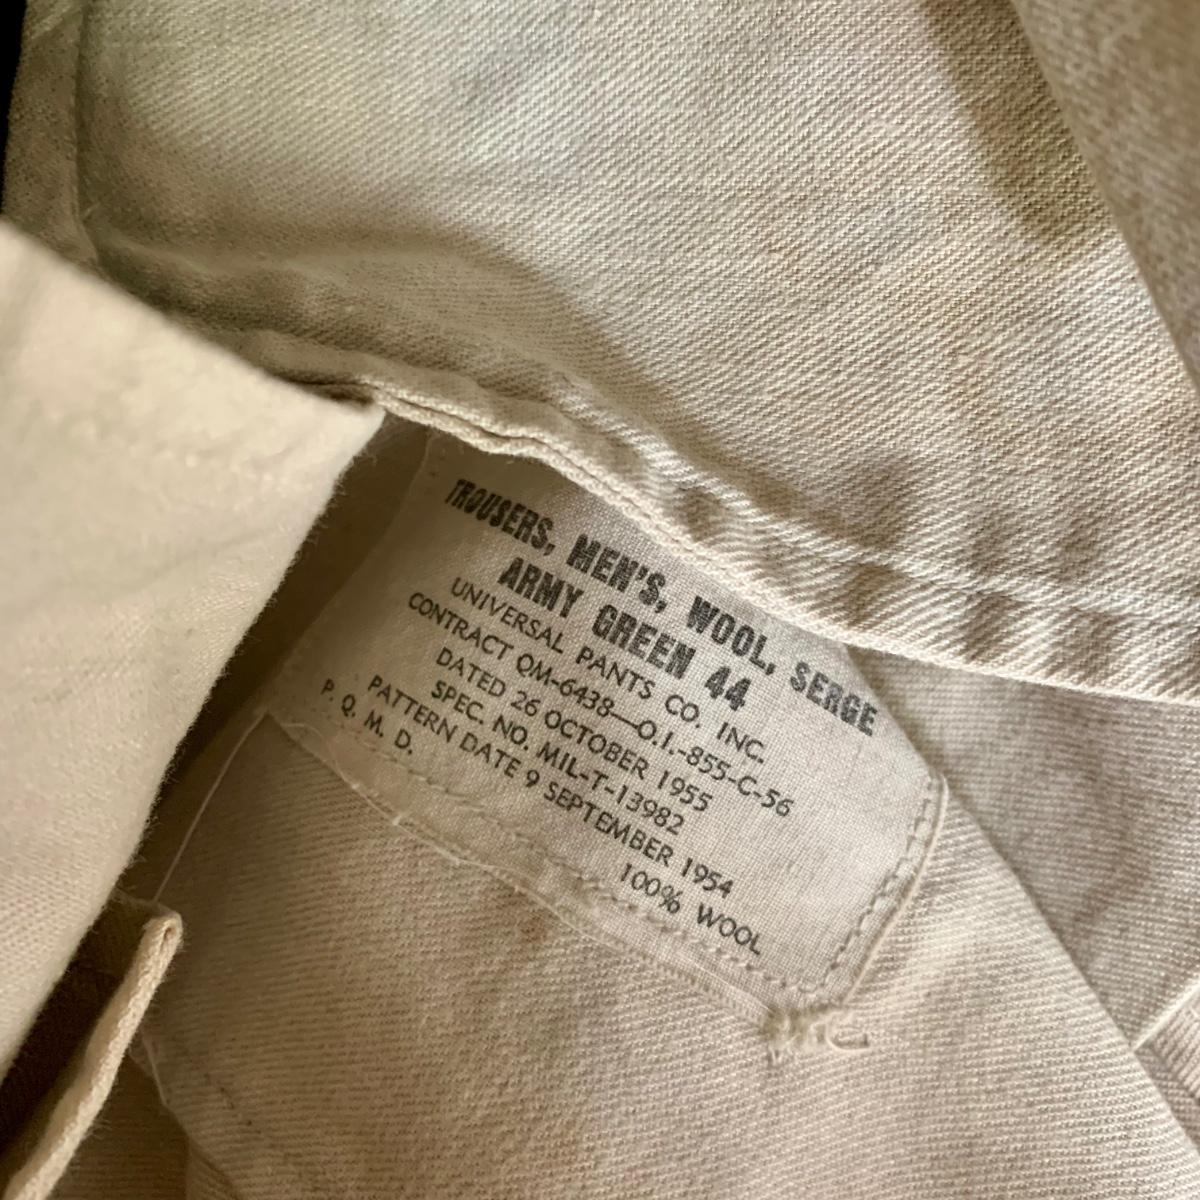 TROUSERS, MEN'S, WOOL, SERGE
ARMY GREEN 44
UNIVERSAL PANTS CO. INC.
CONTRACT QM-6438—O.I.-855-C-56
DATED 26 OCTOBER 1955
SPEC. NO. MIL-T-13982
PATTERN DATE 9 SEPTEMBER 1954
P. Q. M. D.
100% WOOL